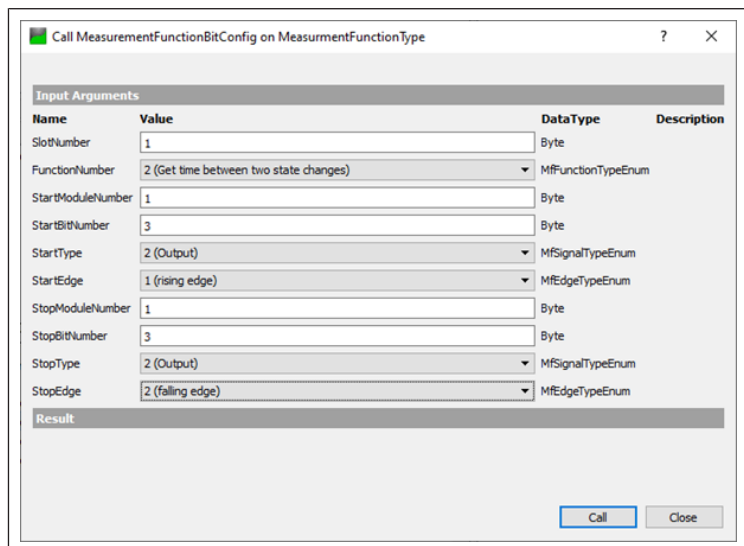 Call MeasurementFunctionBitConfig on MeasurmentFunctionType ? ×
Input Arguments
Name Value DataType Description
SlotNumber 1 Byte
FunctionNumber 2 (Get time between two state changes) MfFunctionTypeEnum
StartModuleNumber 1 Byte
StartBitNumber 3 Byte
StartType 2 (Output) MfSignalTypeEnum
StartEdge 1 (rising edge) MfEdgeTypeEnum
StopModuleNumber 1 Byte
StopBitNumber 3 Byte
StopType 2 (Output) MfSignalTypeEnum
StopEdge 2 (falling edge) MfEdgeTypeEnum
Result
Call Close